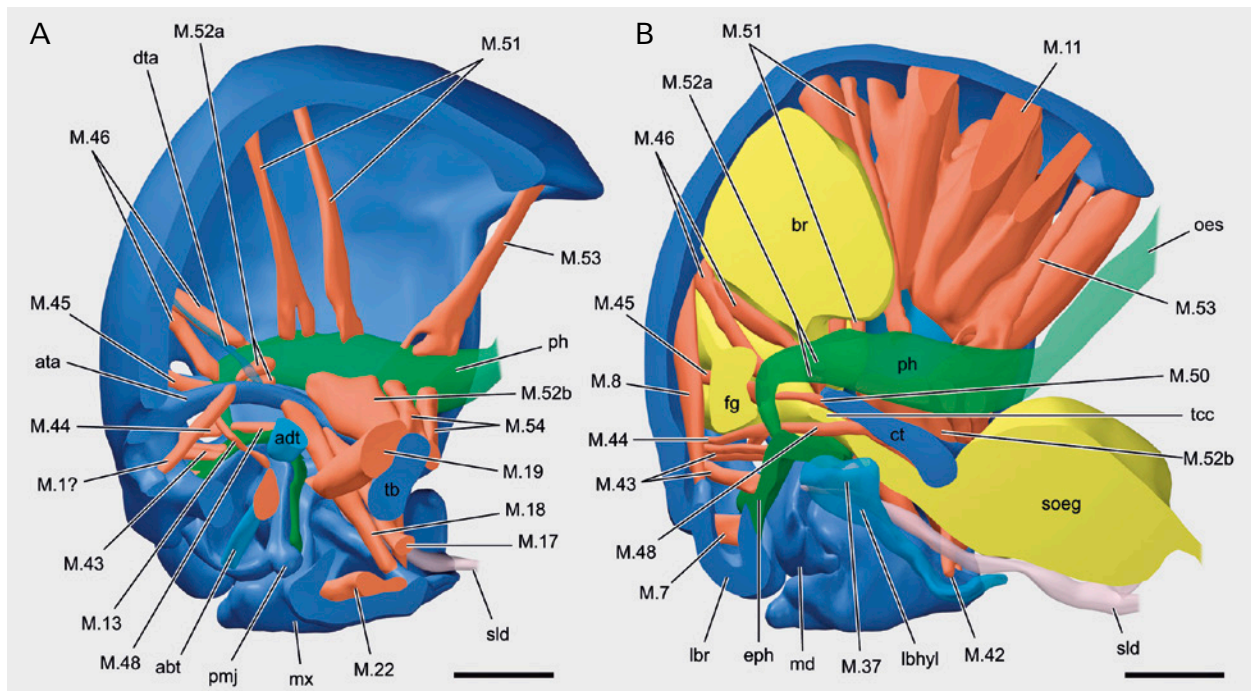 A
M.52a
dta
M.51
M.46
M.53
M.45
ata
ph
M.52b
M.44
adt
M.54
M.19
M.1?
tb
M.18
M.17
M.43
M.13
sld
M.48
abt
pmj
mx
M.22
B
M.51
M.11
M.52a
M.46
br
oes
M.53
M.45
ph
M.50
M.8
fg
tcc
ct
M.44
M.52b
M.43
soeg
M.48
M.7
lbr
eph
md
M.37
lbhyl
M.42
sld